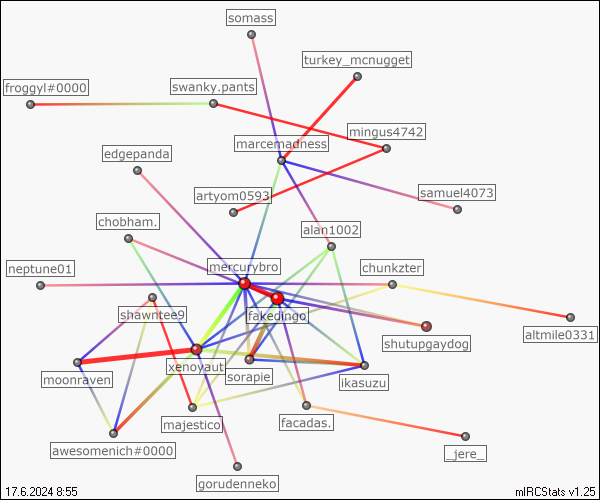 somass
turkey_mcnugget
froggyl#0000
swanky.pants
mingus4742
marcemadness
edgepanda
artyom0593
samuel4073
chobham.
alan1002
mercurybro
neptune01
chunkzter
shawntee9
fakedingo
altmile0331
shutupgaydog
xenoyaut
moonraven
sorapie
ikasuzu
majestico
facadas.
awesomenich#0000
_jere_
gorudenneko
17.6.2024 8:55
mIRCStats v1.25